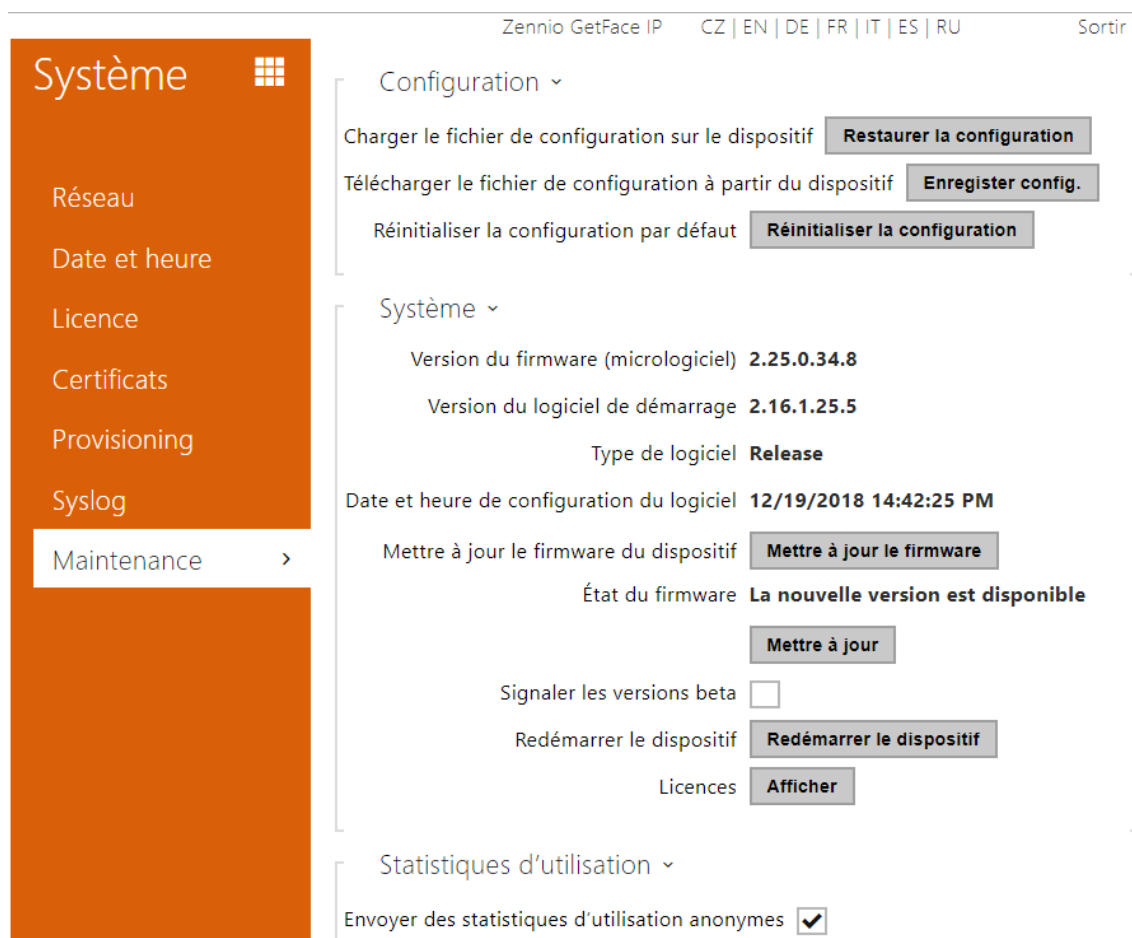 Zennio GetFace IP CZ | EN | DE | FR | IT | ES | RU Sortir
Système
Réseau
Date et heure
Licence
Certificats
Provisioning
Syslog
Maintenance
Configuration
Charger le fichier de configuration sur le dispositif Restaurer la configuration
Télécharger le fichier de configuration à partir du dispositif Enregister config.
Réinitialiser la configuration par défaut Réinitialiser la configuration
Système
Version du firmware (micrologiciel) 2.25.0.34.8
Version du logiciel de démarrage 2.16.1.25.5
Type de logiciel Release
Date et heure de configuration du logiciel 12/19/2018 14:42:25 PM
Mettre à jour le firmware du dispositif Mettre à jour le firmware
État du firmware La nouvelle version est disponible
Mettre à jour
Signaler les versions beta
Redémarrer le dispositif Redémarrer le dispositif
Licences Afficher
Statistiques d’utilisation
Envoyer des statistiques d’utilisation anonymes